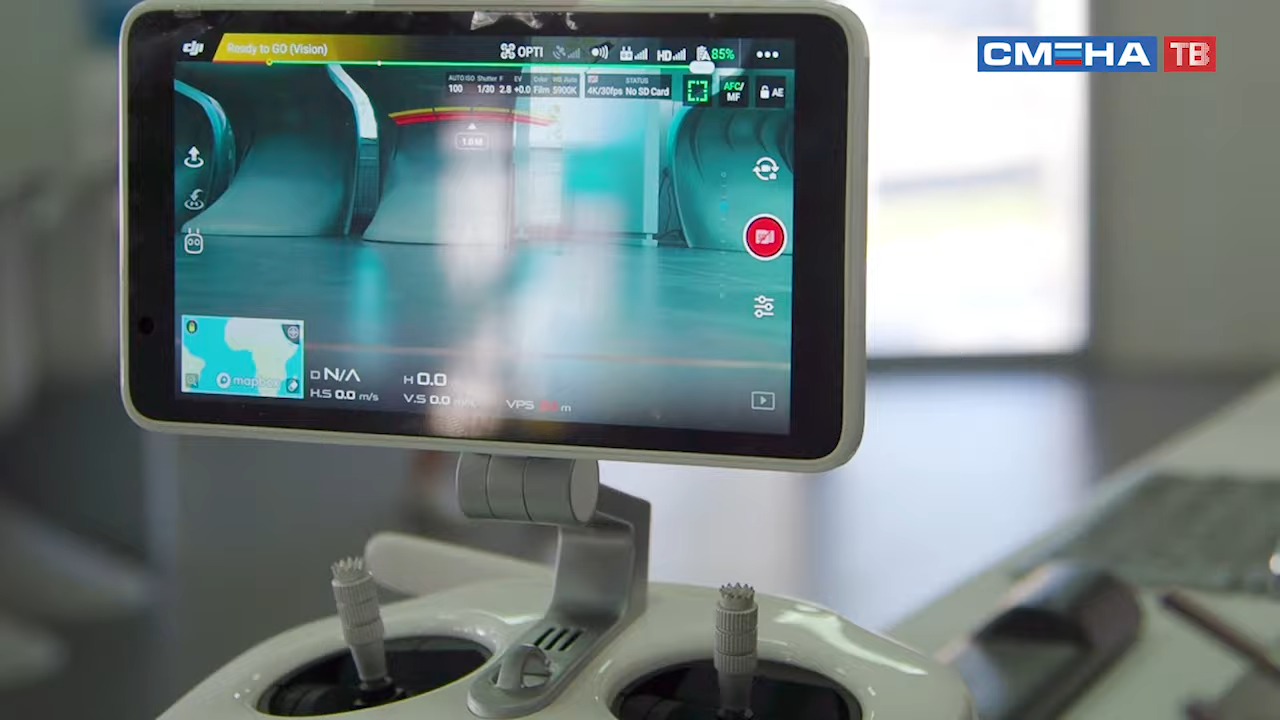 СМЕНА ТВ
dji Ready to GO (Vision) OPTI HD 85%
AUTO ISO Shutter F EV Color WB Auto STATUS
100 1/30 2.8 +0.0 Film 5900K 4K/30fps No SD Card
AFC/
MF
AE
1.6M
mapbox
D N/A H 0.0
H.S 0.0 m/s V.S 0.0 VPS m